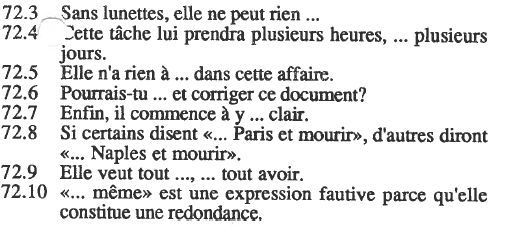 72.3 Sans lunettes, elle ne peut rien ...
72.4 Cette tâche lui prendra plusieurs heures, ... plusieurs
jours.
72.5 Elle n'a rien à ... dans cette affaire.
72.6 Pourrais-tu ... et corriger ce document?
72.7 Enfin, il commence à y ... clair.
72.8 Si certains disent «... Paris et mourir», d'autres diront
«... Naples et mourir».
72.9 Elle veut tout ..., ... tout avoir.
72.10 «... même» est une expression fautive parce qu'elle
constitue une redondance.